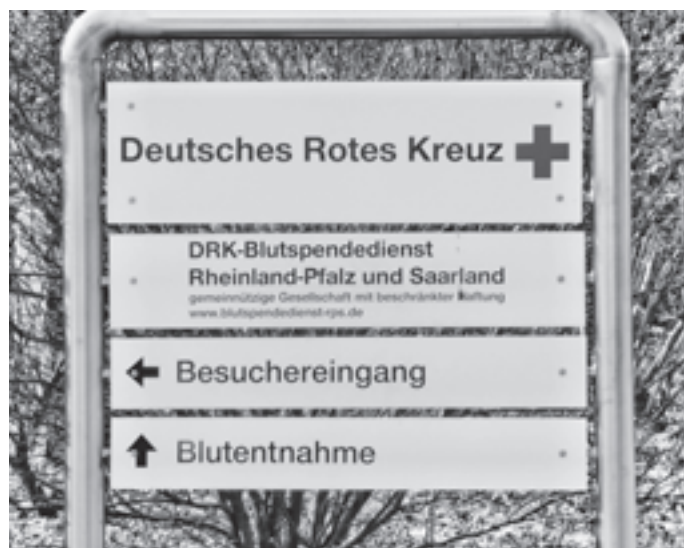 Deutsches Rotes Kreuz
DRK-Blutspendedienst
Rheinland-Pfalz und Saarland
gemeinnützige Gesellschaft mit beschränkter Haftung
www.blutspendedienst-rps.de
Besuchereingang
Blutentnahme